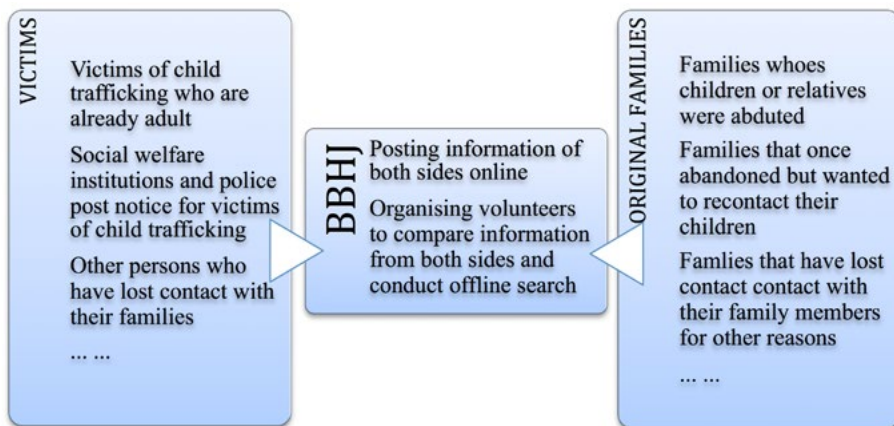 VICTIMS
Victims of child
trafficking who are
already adult
Social welfare
institutions and police
post notice for victims
of child trafficking
Other persons who
have lost contact with
their families
... ...
BBHJ
Posting information of
both sides online
Organising volunteers
to compare information
from both sides and
conduct offline search
ORIGINAL FAMILIES
Families whoes
children or relatives
were abduted
Families that once
abandoned but wanted
to recontact their
children
Families that have lost
contact contact with
their family members
for other reasons
... ...